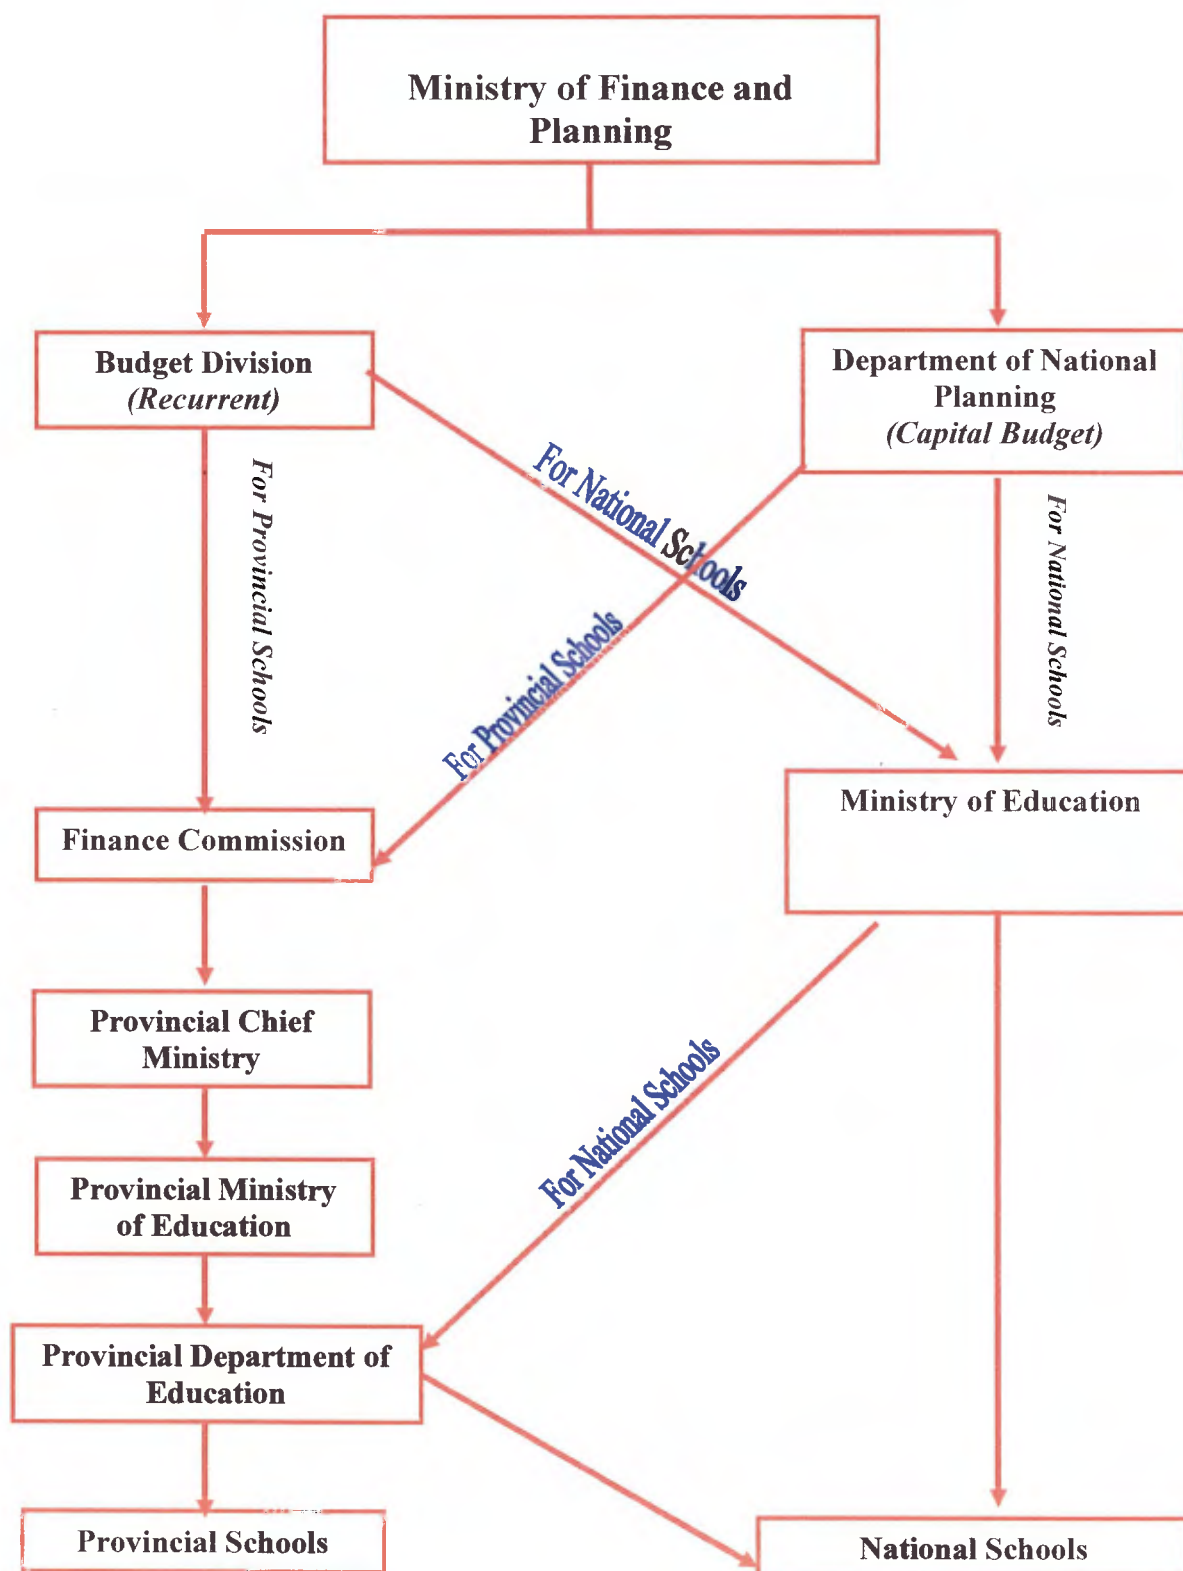 Ministry of Finance and
Planning
Budget Division
(Recurrent)
Department of National
Planning
(Capital Budget)
For Provincial Schools
For National Schools
For Provincial Schools
For National Schools
Finance Commission
Ministry of Education
Provincial Chief
Ministry
For National Schools
Provincial Ministry
of Education
Provincial Department of
Education
Provincial Schools
National Schools